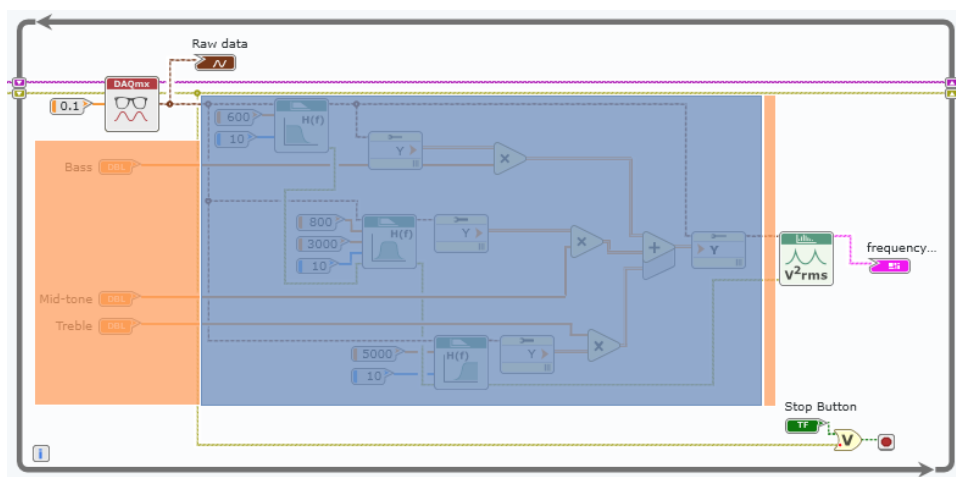 Raw data
DAQmx
0.1
600
H(f)
10
Y
Bass
DBL
×
800
H(f)
Y
3000
×
+
Y
10
frequency...
V²rms
Mid-tone
DBL
Treble
DBL
×
Y
5000
H(f)
10
Stop Button
TF
V
i